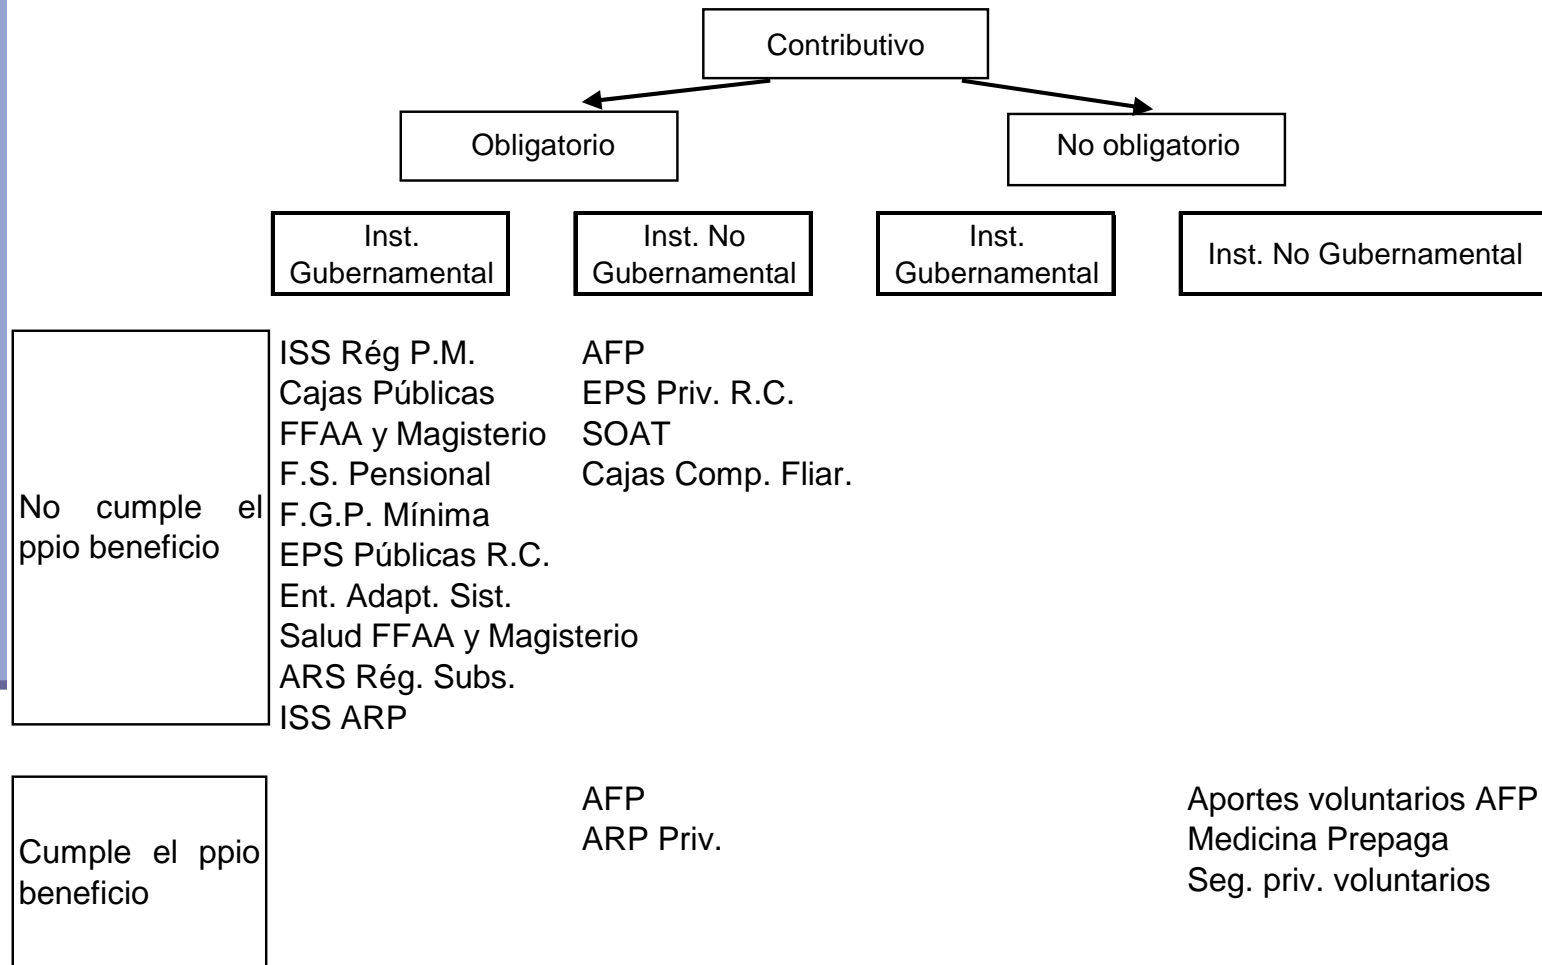 Contributivo
Obligatorio
No obligatorio
Inst.
Gubernamental
Inst. No
Gubernamental
Inst.
Gubernamental
Inst. No Gubernamental
No cumple el
ppio beneficio
ISS Rég P.M.
Cajas Públicas
FFAA y Magisterio
F.S. Pensional
F.G.P. Mínima
EPS Públicas R.C.
Ent. Adapt. Sist.
Salud FFAA y Magisterio
ARS Rég. Subs.
ISS ARP
AFP
EPS Priv. R.C.
SOAT
Cajas Comp. Fliar.
Cumple el ppio
beneficio
AFP
ARP Priv.
Aportes voluntarios AFP
Medicina Prepaga
Seg. priv. voluntarios